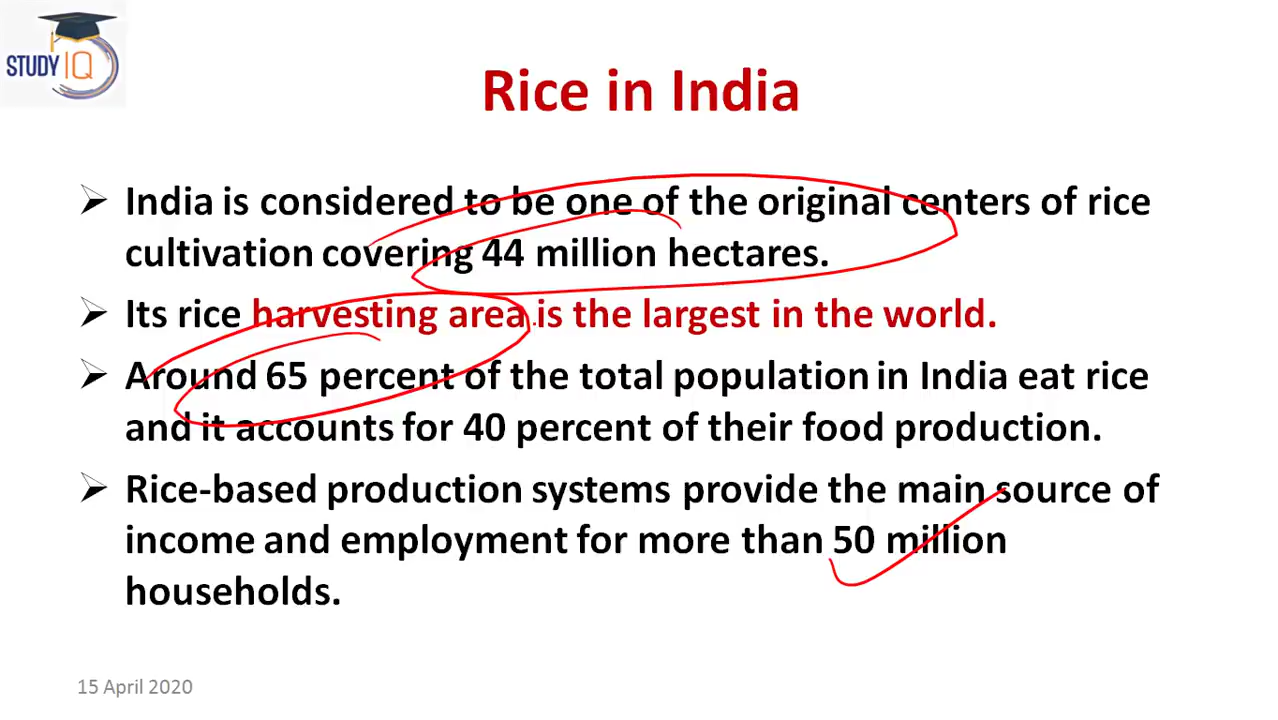 STUDY IQ
Rice in India
➢ India is considered to be one of the original centers of rice
cultivation covering 44 million hectares.
➢ Its rice harvesting area is the largest in the world.
➢ Around 65 percent of the total population in India eat rice
and it accounts for 40 percent of their food production.
➢ Rice-based production systems provide the main source of
income and employment for more than 50 million
households.
15 April 2020